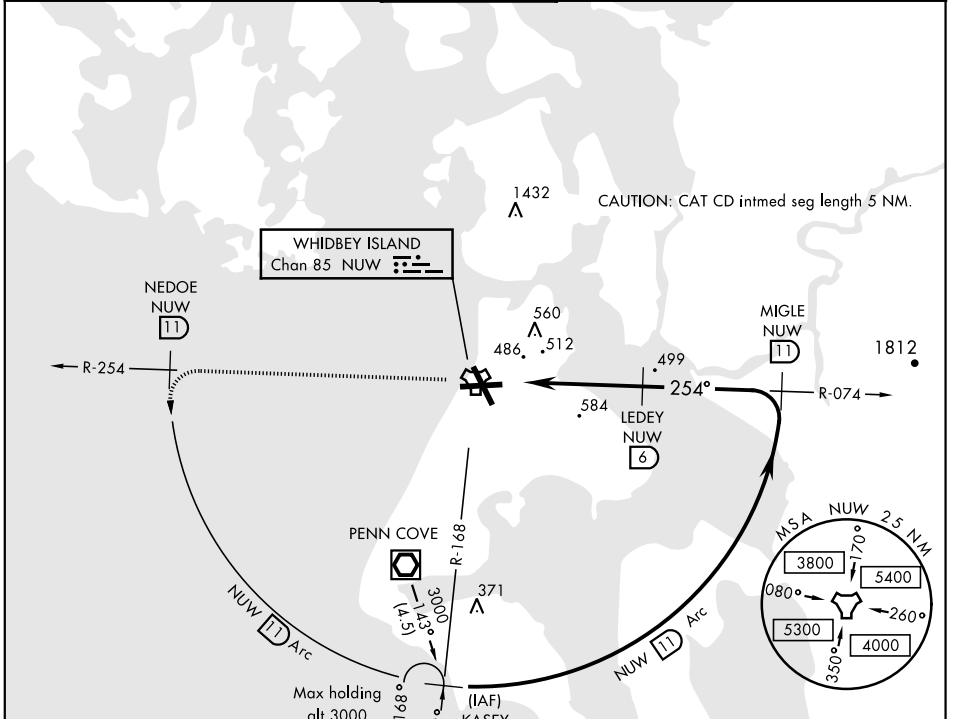 1432
CAUTION: CAT CD intmed seg length 5 NM.
WHIDBEY ISLAND
Chan 85 NUW
NEDOE
NUW
11
560
486
512
MIGLE
NUW
11
1812
499
R-254
254°
R-074
584
LEDEY
NUW
6
R-168
PENN COVE
3000
143°
(4.5)
371
MSA NUW 25 NM
3800
170°
5400
080°
260°
5300
350°
4000
NUW 11 Arc
NUW 11 Arc
Max holding
alt 3000
168°
(IAF)
KASEY